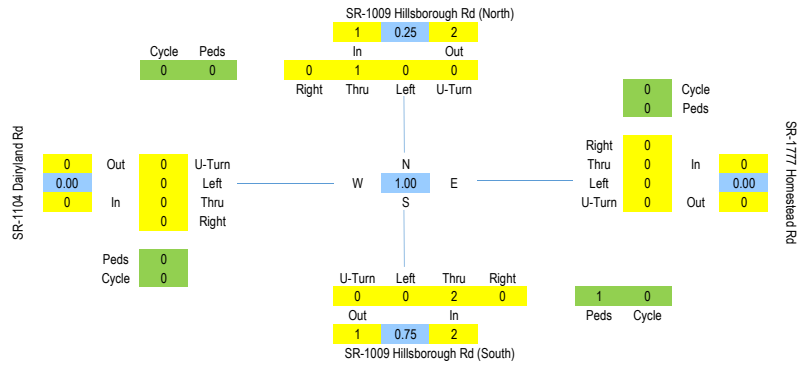 SR-1009 Hillsborough Rd (North)
1 0.25 2
Cycle Peds In Out
0 0 0 1 0 0
Right Thru Left U-Turn
0 Cycle
0 Peds
SR-1104 Dairyland Rd
SR-1777 Homestead Rd
Right 0
0 Out 0 U-Turn N Thru 0 In 0
0.00 0 Left W 1.00 E Left 0 0.00
0 In 0 Thru S U-Turn 0 Out 0
0 Right
Peds 0
Cycle 0
U-Turn Left Thru Right
0 0 2 0 1 0
Out In Peds Cycle
1 0.75 2
SR-1009 Hillsborough Rd (South)